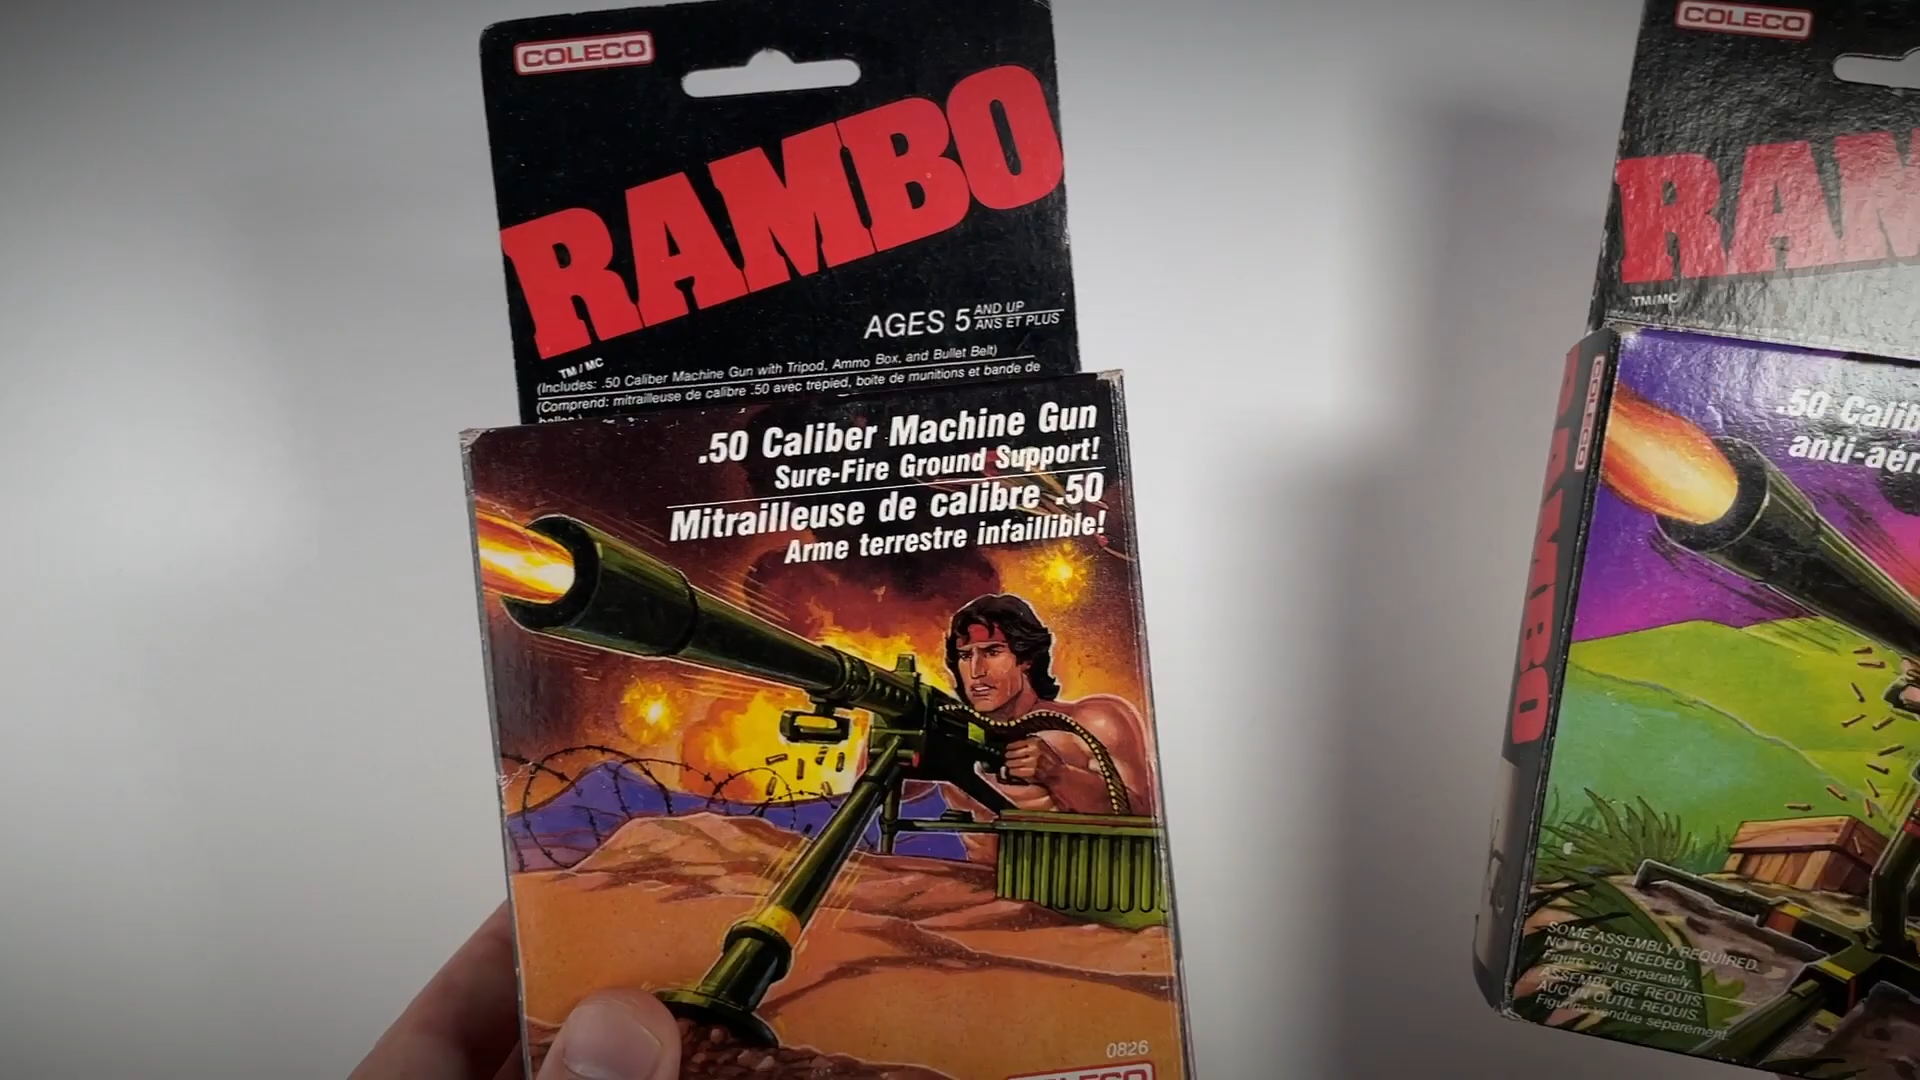 COLECO
RAMBO
TM / MC
AGES 5 AND UP
ANS ET PLUS
(Includes: .50 Caliber Machine Gun with Tripod, Ammo Box, and Bullet Belt)
(Comprend: mitrailleuse de calibre .50 avec trépied, boîte de munitions et bande de
.50 Caliber Machine Gun
Sure-Fire Ground Support!
Mitrailleuse de calibre .50
Arme terrestre infaillible!
0826
COLECO
COLECO
RAM
TM/MC
COLECO
RAMBO
.50 Calib
anti-aér
SOME ASSEMBLY REQUIRED.
NO TOOLS NEEDED.
Figure sold separately.
ASSEMBLAGE REQUIS.
AUCUN OUTIL REQUIS.
Figurine vendue séparément.